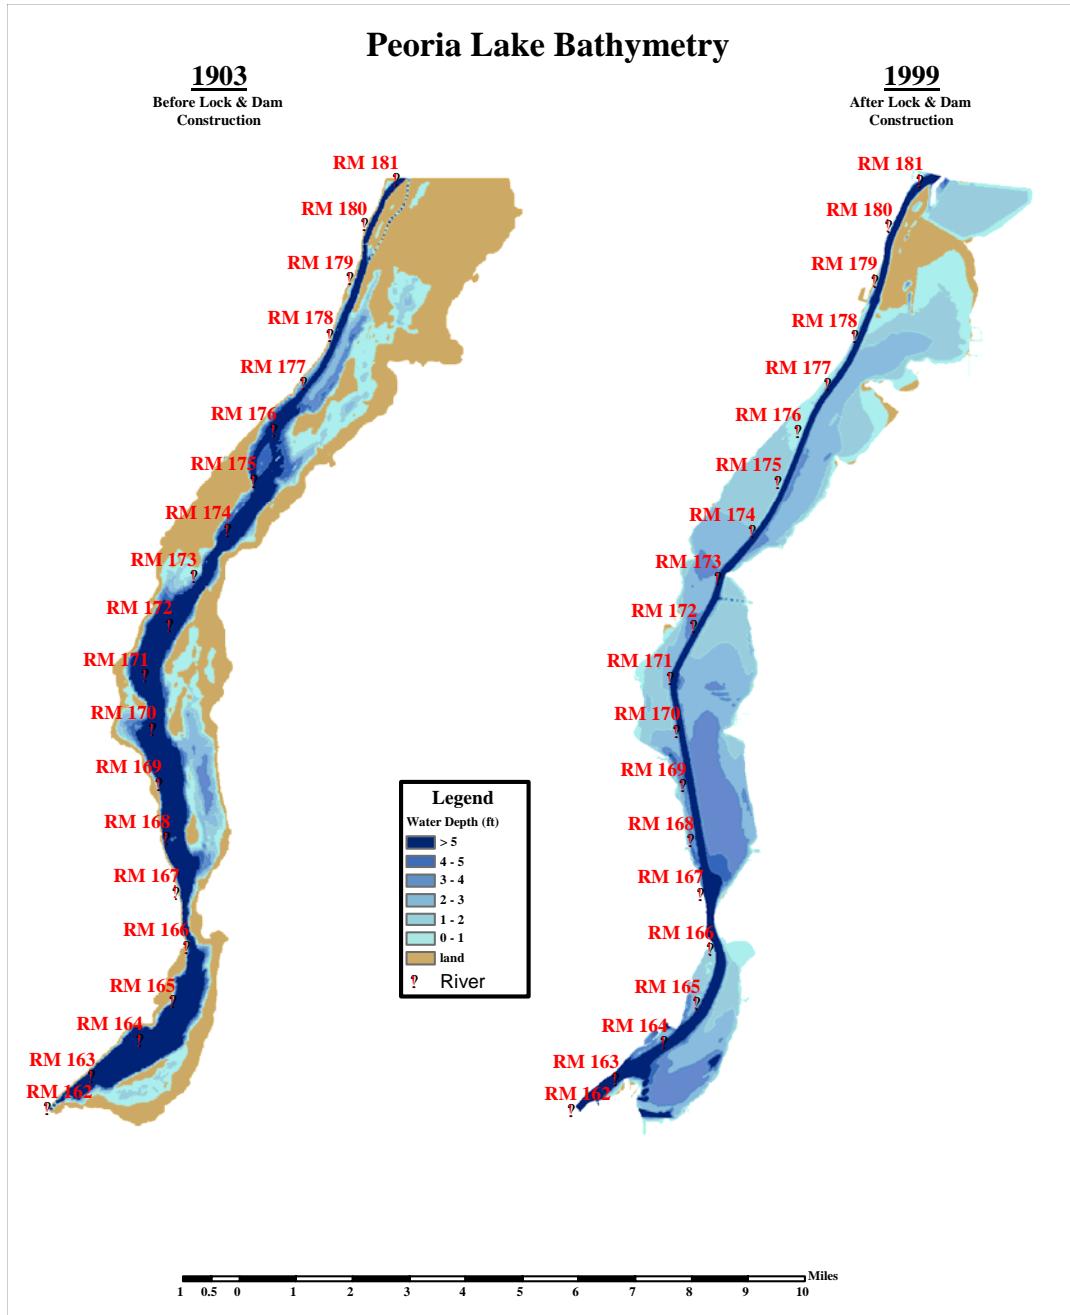 Peoria Lake Bathymetry
1903
Before Lock & Dam
Construction
1999
After Lock & Dam
Construction
RM 181
RM 180
RM 179
RM 178
RM 177
RM 176
RM 175
RM 174
RM 173
RM 172
RM 171
RM 170
RM 169
RM 168
RM 167
RM 166
RM 165
RM 164
RM 163
RM 162
RM 181
RM 180
RM 179
RM 178
RM 177
RM 176
RM 175
RM 174
RM 173
RM 172
RM 171
RM 170
RM 169
RM 168
RM 167
RM 166
RM 165
RM 164
RM 163
RM 162
Legend
Water Depth (ft)
> 5
4 - 5
3 - 4
2 - 3
1 - 2
0 - 1
land
River
Miles
1 0.5 0 1 2 3 4 5 6 7 8 9 10